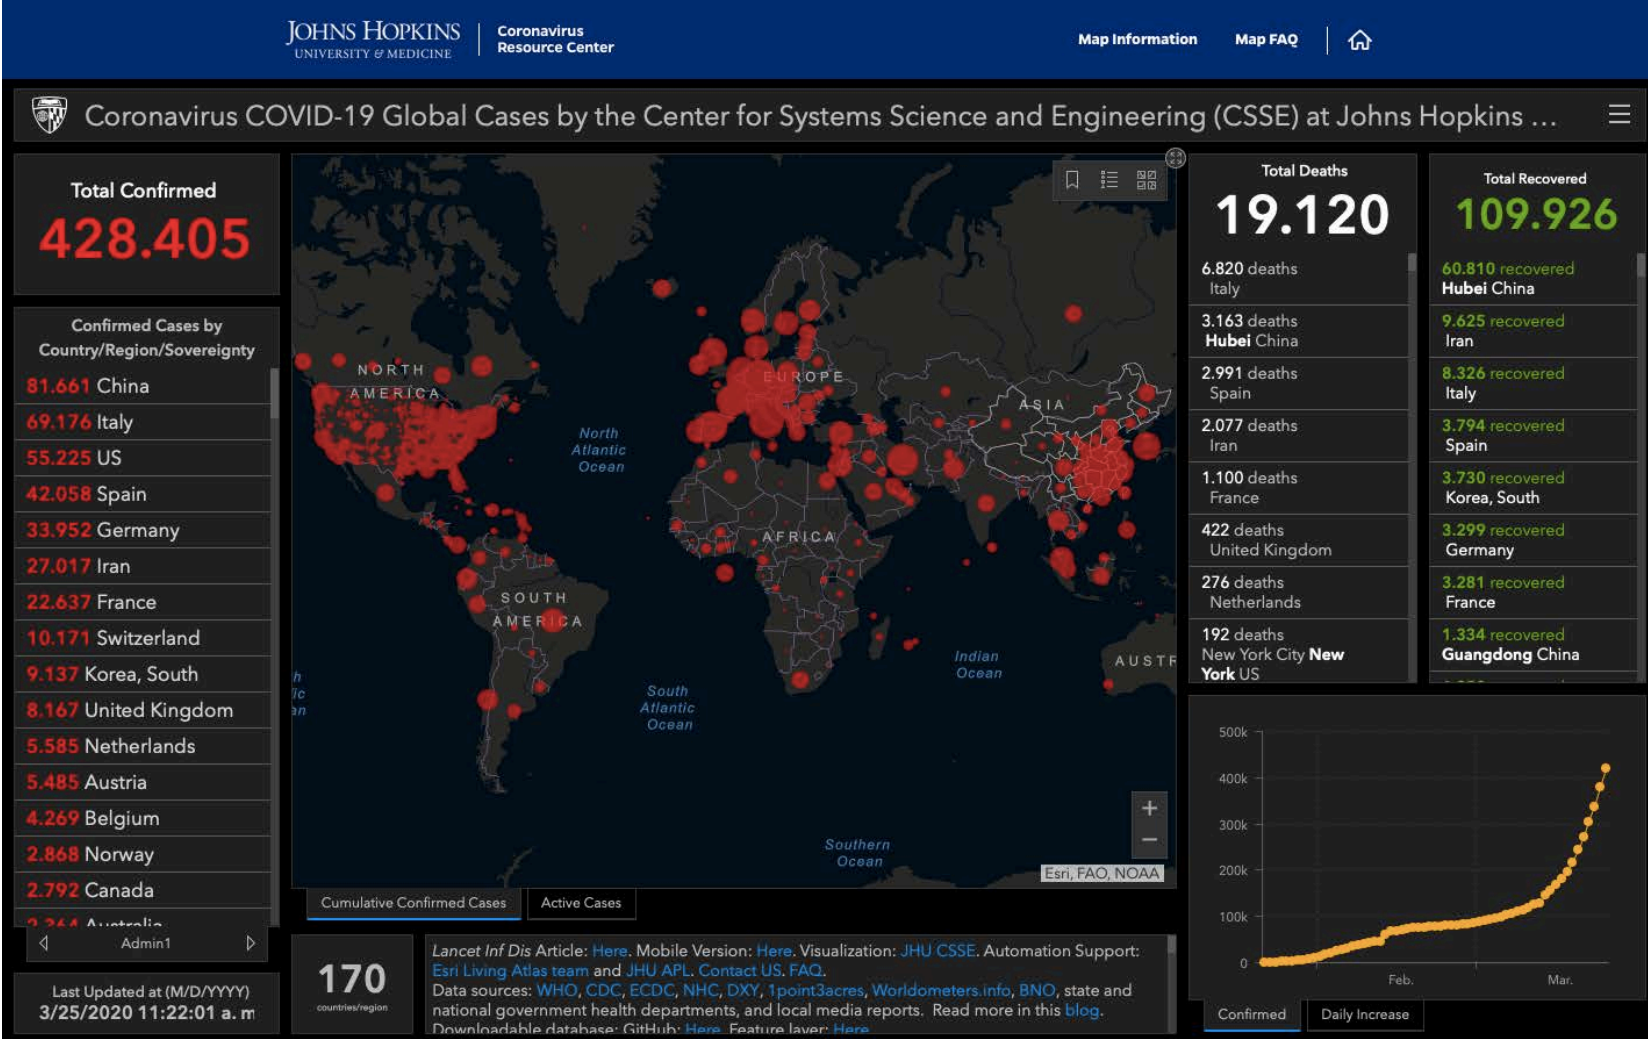 JOHNS HOPKINS
UNIVERSITY & MEDICINE
Coronavirus
Resource Center
Map Information
Map FAQ
Coronavirus COVID-19 Global Cases by the Center for Systems Science and Engineering (CSSE) at Johns Hopkins ...
Total Confirmed
428.405
Confirmed Cases by
Country/Region/Sovereignty
81.661 China
69.176 Italy
55.225 US
42.058 Spain
33.952 Germany
27.017 Iran
22.637 France
10.171 Switzerland
9.137 Korea, South
8.167 United Kingdom
5.585 Netherlands
5.485 Austria
4.269 Belgium
2.868 Norway
2.792 Canada
2.364 Australia
Admin1
Last Updated at (M/D/YYYY)
3/25/2020 11:22:01 a. m
NORTH
AMERICA
North
Atlantic
Ocean
EUROPE
ASIA
AFRICA
SOUTH
AMERICA
h
ic
an
South
Atlantic
Ocean
Indian
Ocean
AUSTR
Southern
Ocean
+
−
Esri, FAO, NOAA
Cumulative Confirmed Cases
Active Cases
170
countries/region
Lancet Inf Dis Article: Here. Mobile Version: Here. Visualization: JHU CSSE. Automation Support:
Esri Living Atlas team and JHU APL. Contact US. FAQ.
Data sources: WHO, CDC, ECDC, NHC, DXY, 1point3acres, Worldometers.info, BNO, state and
national government health departments, and local media reports. Read more in this blog.
Downloadable database: GitHub: Here. Feature layer: Here.
Total Deaths
19.120
6.820 deaths
Italy
3.163 deaths
Hubei China
2.991 deaths
Spain
2.077 deaths
Iran
1.100 deaths
France
422 deaths
United Kingdom
276 deaths
Netherlands
192 deaths
New York City New
York US
Total Recovered
109.926
60.810 recovered
Hubei China
9.625 recovered
Iran
8.326 recovered
Italy
3.794 recovered
Spain
3.730 recovered
Korea, South
3.299 recovered
Germany
3.281 recovered
France
1.334 recovered
Guangdong China
500k
400k
300k
200k
100k
0
Feb.
Mar.
Confirmed
Daily Increase